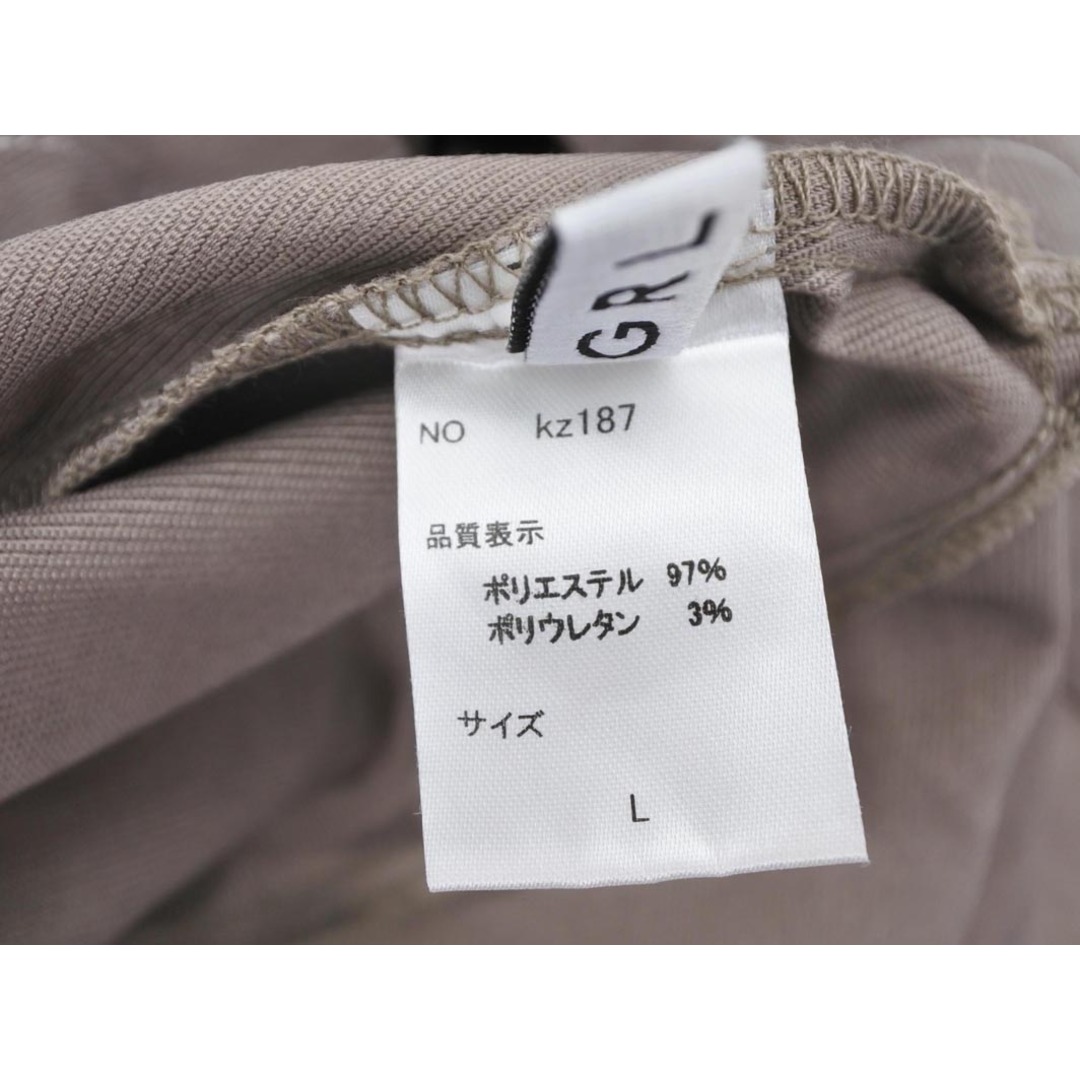 GRL
NO kz187
品質表示
ポリエステル 97%
ポリウレタン 3%
サイズ
L